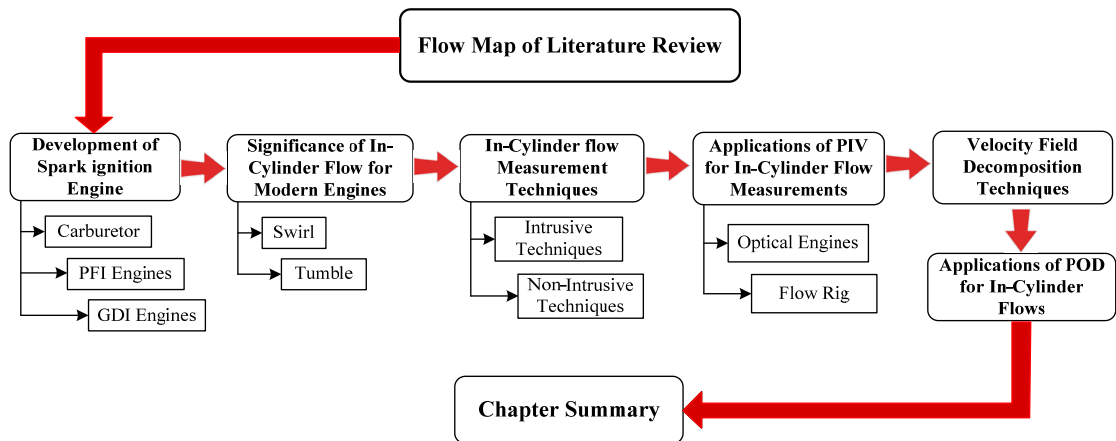 Flow Map of Literature Review
Development of
Spark ignition
Engine
Carburetor
PFI Engines
GDI Engines
Significance of In-
Cylinder Flow for
Modern Engines
Swirl
Tumble
In-Cylinder flow
Measurement
Techniques
Intrusive
Techniques
Non-Intrusive
Techniques
Applications of PIV
for In-Cylinder Flow
Measurements
Optical Engines
Flow Rig
Velocity Field
Decomposition
Techniques
Applications of POD
for In-Cylinder
Flows
Chapter Summary